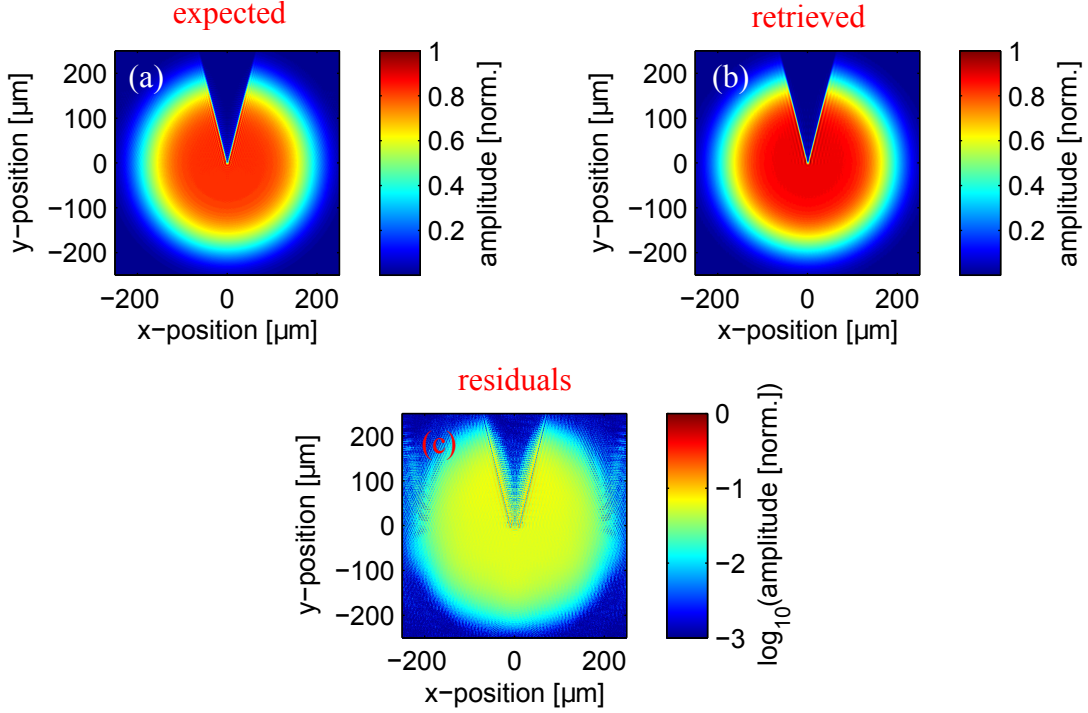 expected
(a)
200
100
0
−100
−200
y−position [µm]
−200 0 200
x−position [µm]
1
0.8
0.6
0.4
0.2
amplitude [norm.]
retrieved
(b)
200
100
0
−100
−200
y−position [µm]
−200 0 200
x−position [µm]
1
0.8
0.6
0.4
0.2
amplitude [norm.]
residuals
(c)
200
100
0
−100
−200
y−position [µm]
−200 0 200
x−position [µm]
0
−1
−2
−3
log10(amplitude [norm.])